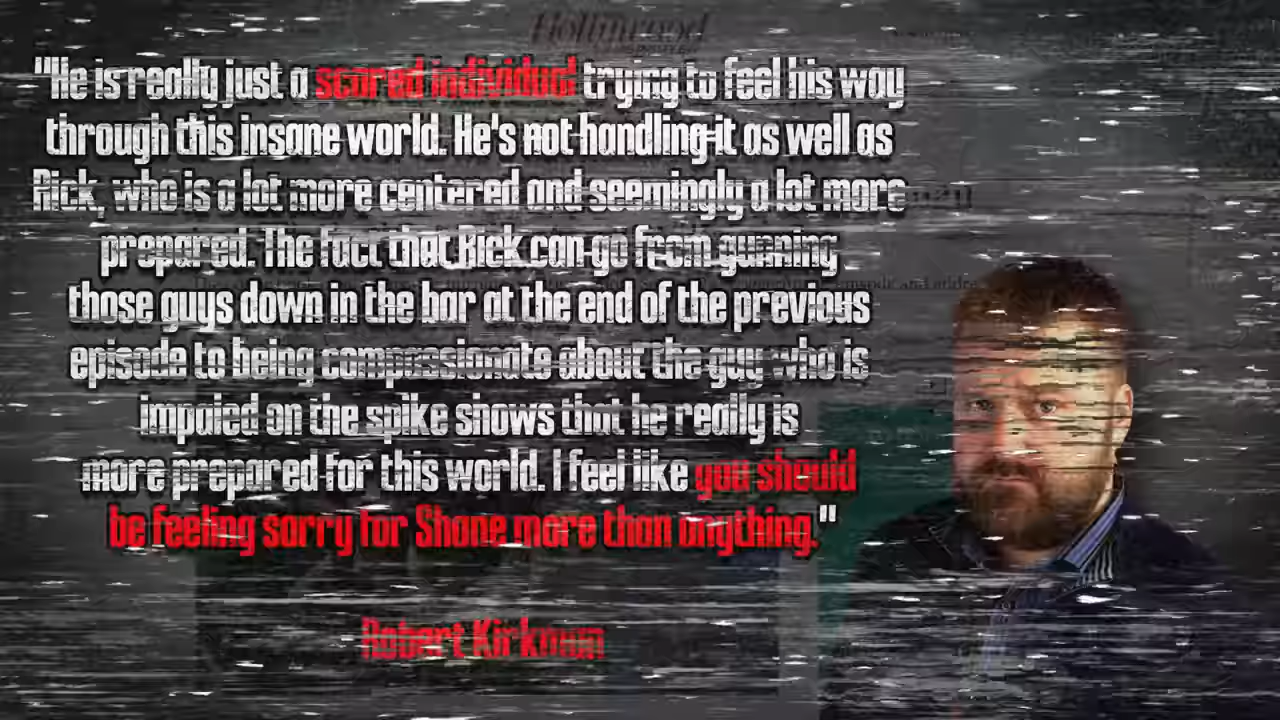 Hollywood
"He is really just a scared individual trying to feel his way
through this insane world. He's not handling it as well as
Rick, who is a lot more centered and seemingly a lot more
prepared. The fact that Rick can go from gunning
those guys down in the bar at the end of the previous
episode to being compassionate about the guy who is
impaled on the spike shows that he really is
more prepared for this world. I feel like you should
be feeling sorry for Shane more than anything."
Robert Kirkman